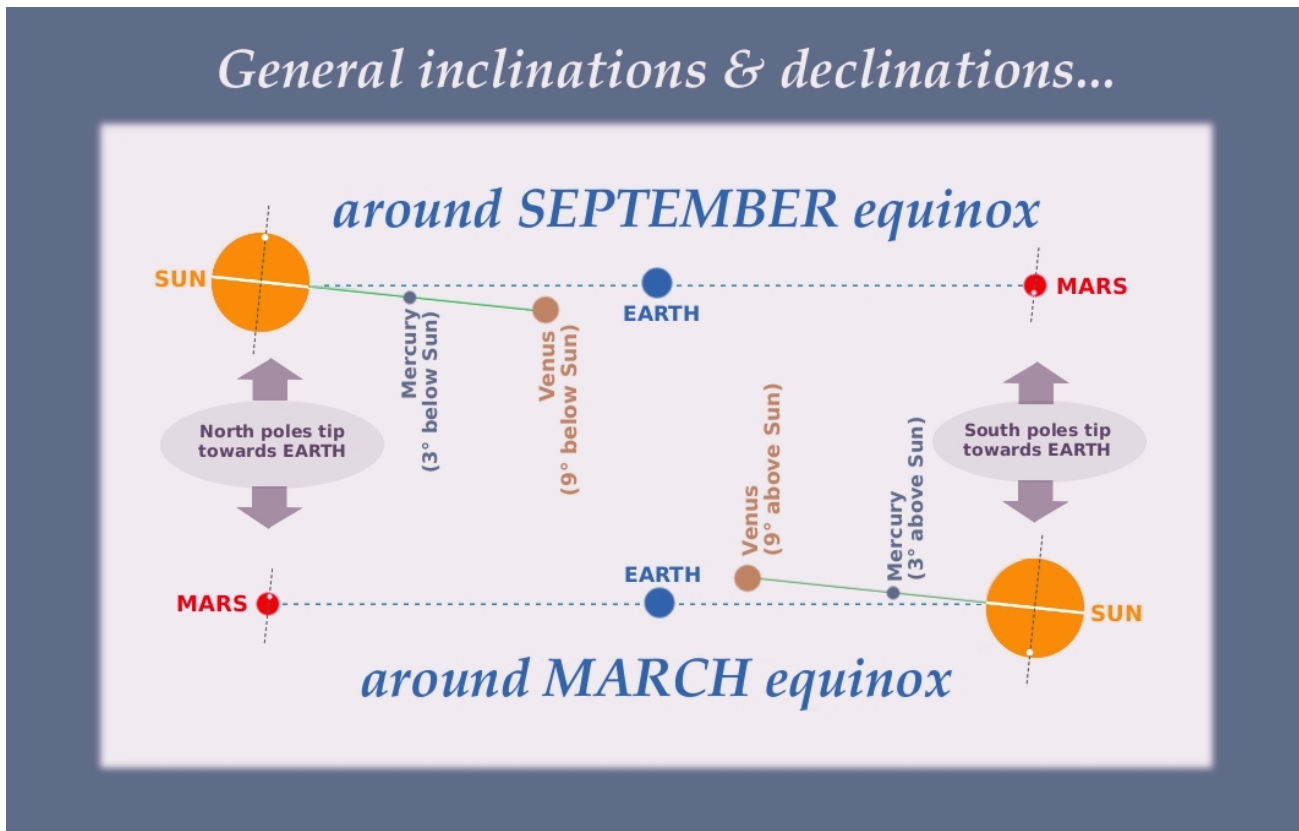 General inclinations & declinations...
around SEPTEMBER equinox
SUN
EARTH
MARS
Mercury
(3° below Sun)
Venus
(9° below Sun)
North poles tip
towards EARTH
South poles tip
towards EARTH
Venus
(9° above Sun)
Mercury
(3° above Sun)
MARS
EARTH
SUN
around MARCH equinox